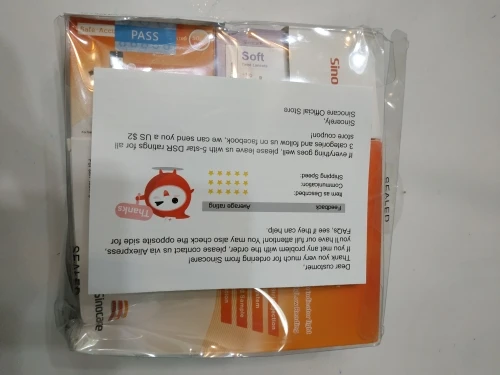 Dear customer,
Thank you very much for ordering from Sinocare!
If you met any problem with the order, please contact us via Aliexpress,
you'll have our full attention! You may also check the opposite side for
FAQs, see if they can help.
Feedback Average rating
Item as Described:
Communication:
Shipping Speed:
Thanks
If everything goes well, please leave us with 5-star DSR ratings for all
3 categories and follow us on facebook, we can send you a US $2
store coupon!
Sincerely,
Sinocare Official Store
PASS
Soft
Sino
SEALED
Sinocare